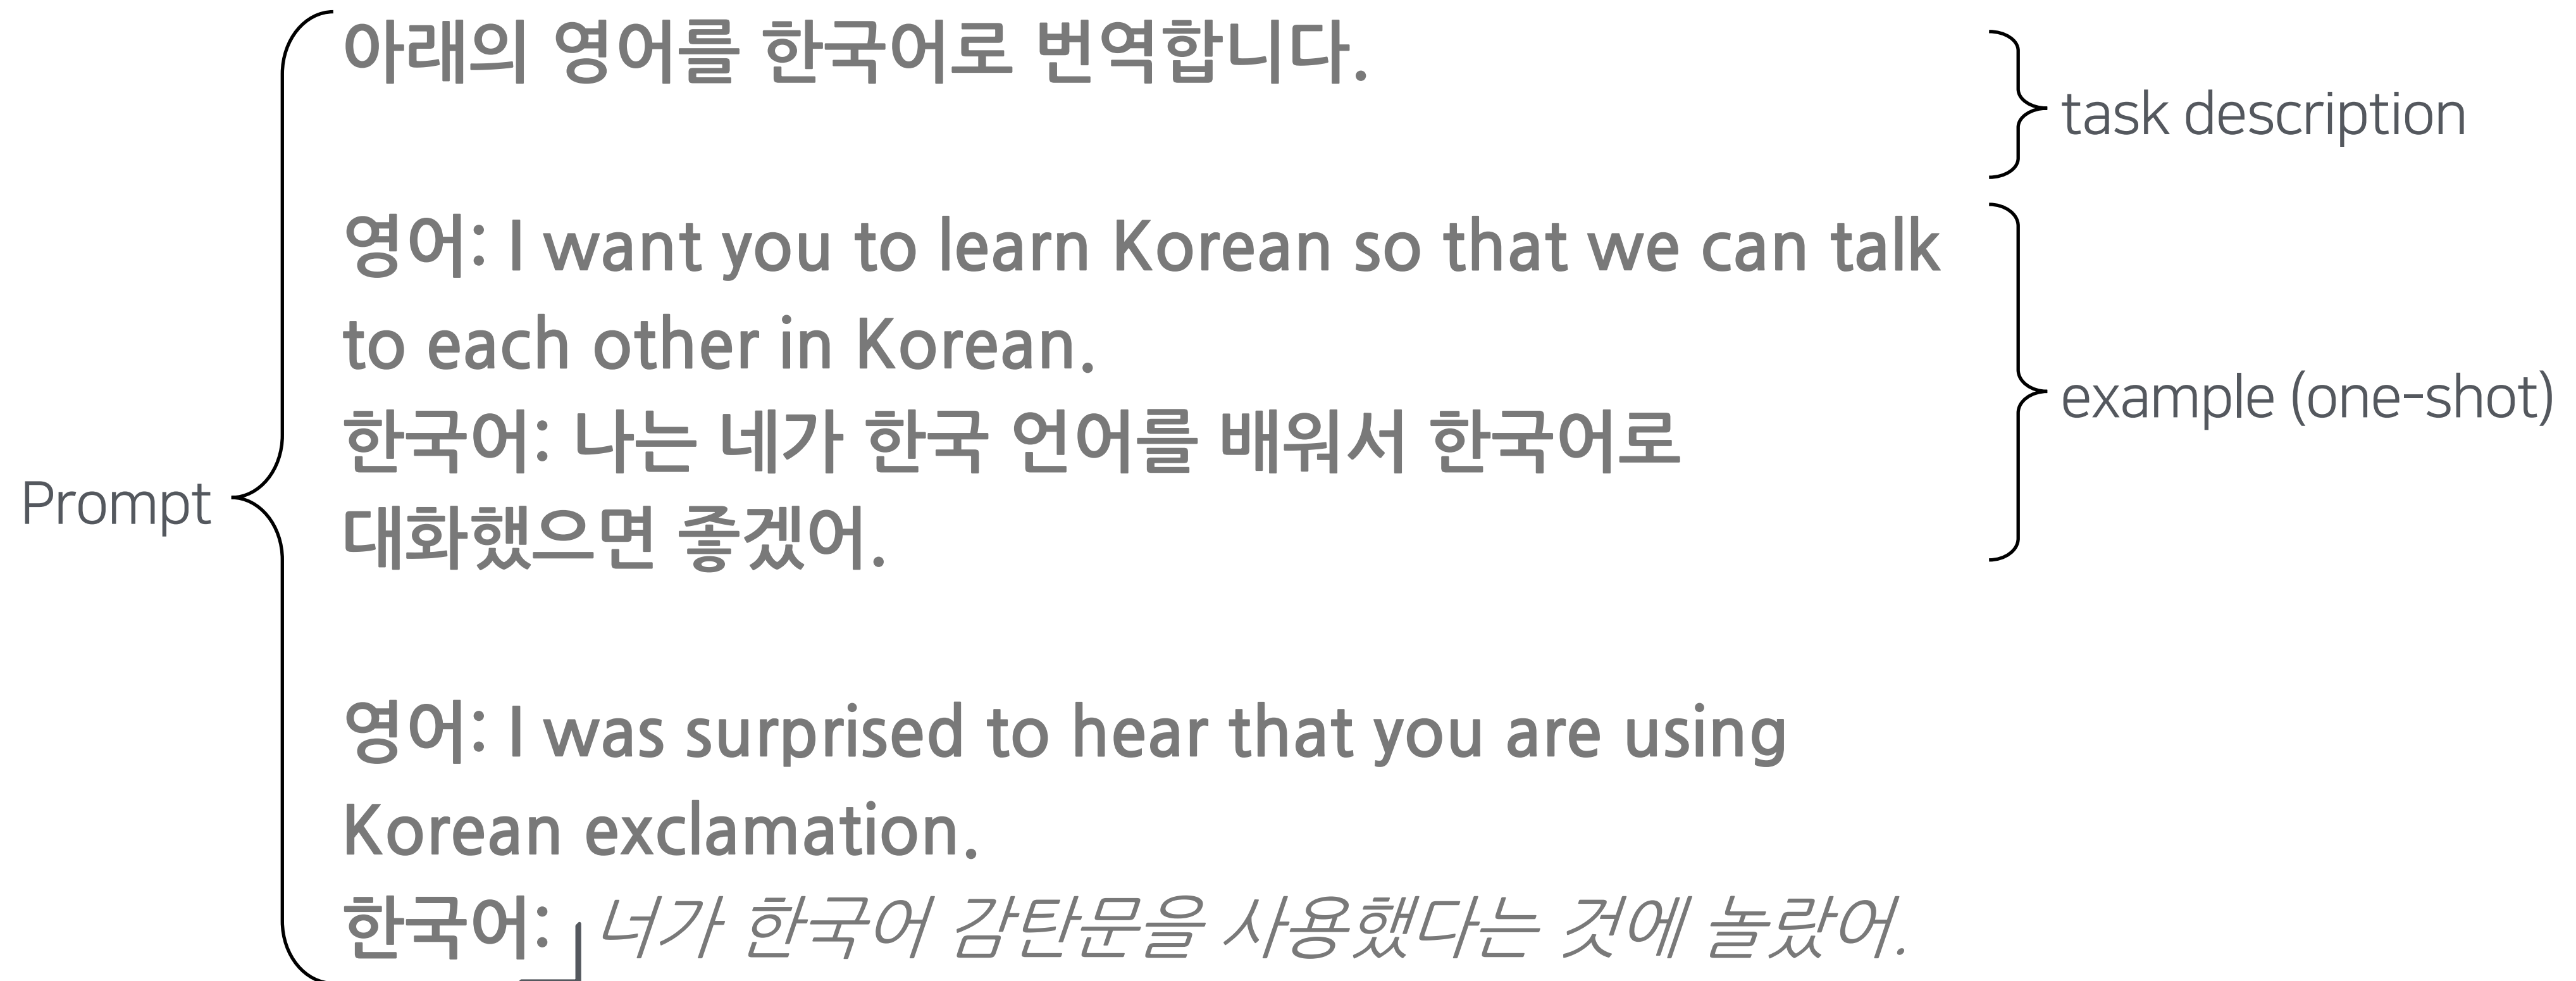 아래의 영어를 한국어로 번역합니다.
task description
영어: I want you to learn Korean so that we can talk
to each other in Korean.
example (one-shot)
한국어: 나는 네가 한국 언어를 배워서 한국어로
Prompt
대화했으면 좋겠어.
영어: I was surprised to hear that you are using
Korean exclamation.
한국어: 너가 한국어 감탄문을 사용했다는 것에 놀랐어.